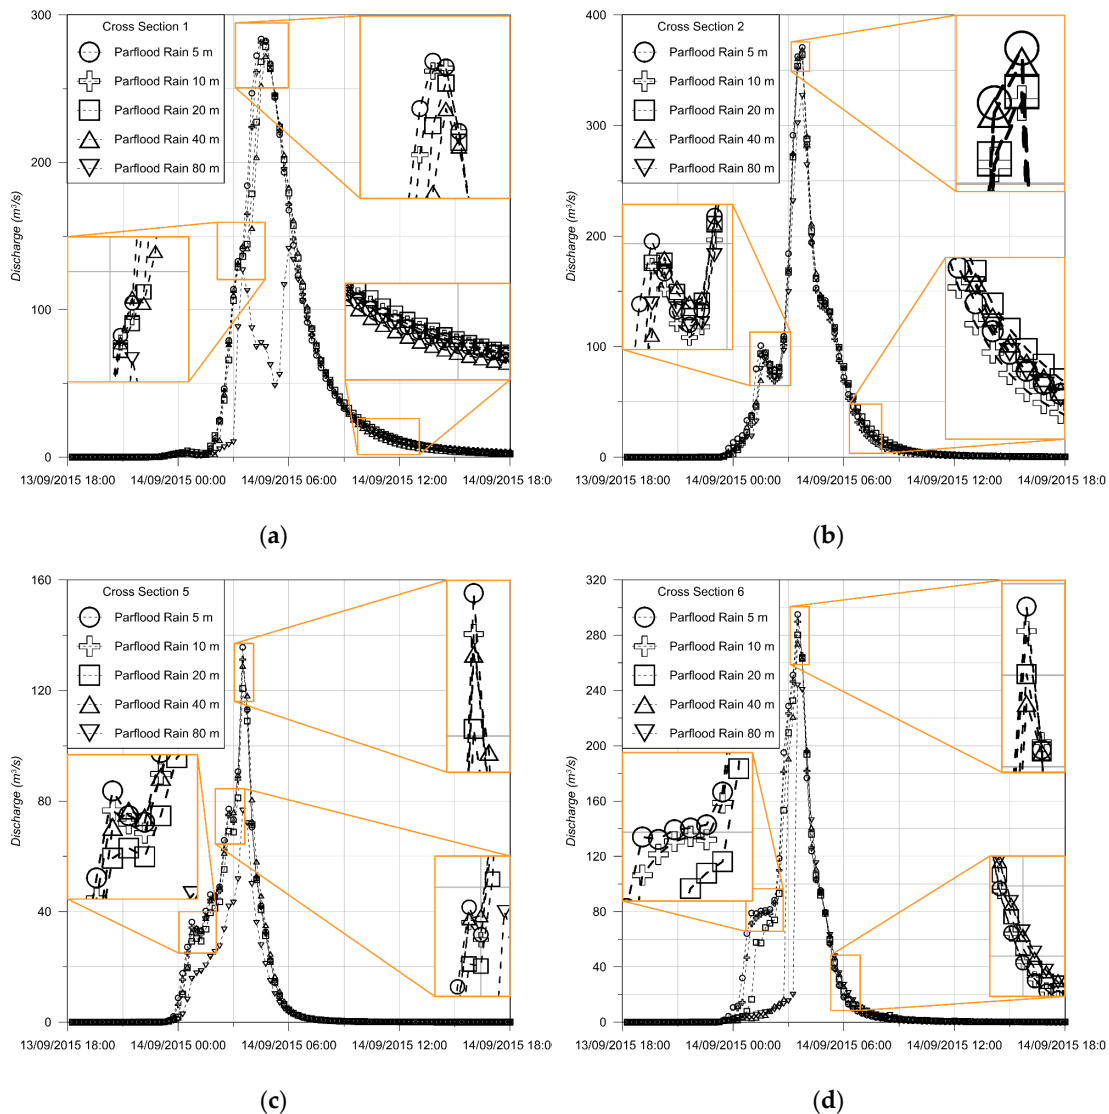 Cross Section 1
Parflood Rain 5 m
Parflood Rain 10 m
Parflood Rain 20 m
Parflood Rain 40 m
Parflood Rain 80 m
300
200
100
0
Discharge (m³/s)
13/09/2015 18:00
14/09/2015 00:00
14/09/2015 06:00
14/09/2015 12:00
14/09/2015 18:00
(a)
Cross Section 2
Parflood Rain 5 m
Parflood Rain 10 m
Parflood Rain 20 m
Parflood Rain 40 m
Parflood Rain 80 m
400
300
200
100
0
Discharge (m³/s)
13/09/2015 18:00
14/09/2015 00:00
14/09/2015 06:00
14/09/2015 12:00
14/09/2015 18:0
(b)
Cross Section 5
Parflood Rain 5 m
Parflood Rain 10 m
Parflood Rain 20 m
Parflood Rain 40 m
Parflood Rain 80 m
160
120
80
40
0
Discharge (m³/s)
13/09/2015 18:00
14/09/2015 00:00
14/09/2015 06:00
14/09/2015 12:00
14/09/2015 18:00
(c)
Cross Section 6
Parflood Rain 5 m
Parflood Rain 10 m
Parflood Rain 20 m
Parflood Rain 40 m
Parflood Rain 80 m
320
280
240
200
160
120
80
40
0
Discharge (m³/s)
13/09/2015 18:00
14/09/2015 00:00
14/09/2015 06:00
14/09/2015 12:00
14/09/2015 18:0
(d)